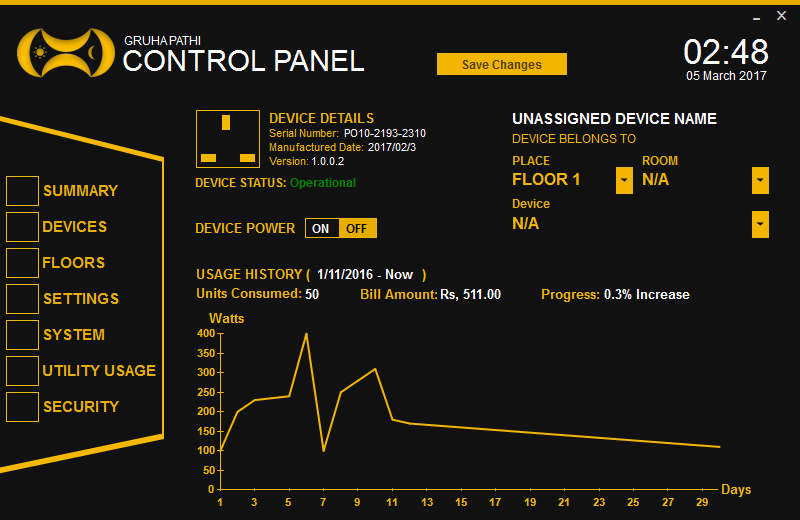 GRUHAPATHI
CONTROL PANEL
Save Changes
02:48
05 March 2017
SUMMARY
DEVICES
FLOORS
SETTINGS
SYSTEM
UTILITY USAGE
SECURITY
DEVICE DETAILS
Serial Number: PO10-2193-2310
Manufactured Date: 2017/02/3
Version: 1.0.0.2
DEVICE STATUS: Operational
DEVICE POWER ON OFF
UNASSIGNED DEVICE NAME
DEVICE BELONGS TO
PLACE ROOM
FLOOR 1 N/A
Device
N/A
USAGE HISTORY ( 1/11/2016 - Now )
Units Consumed: 50 Bill Amount: Rs, 511.00 Progress: 0.3% Increase
Watts
400
350
300
250
200
150
100
50
0
1 3 5 7 9 11 13 15 17 19 21 23 25 27 29
Days